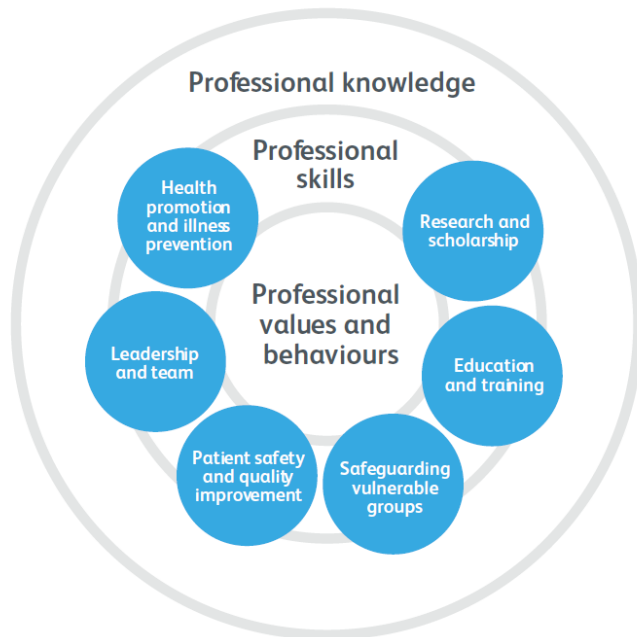 Professional knowledge
Professional
skills
Health
promotion
and illness
prevention
Research and
scholarship
Professional
values and
behaviours
Leadership
and team
Education
and training
Patient safety
and quality
improvement
Safeguarding
vulnerable
groups